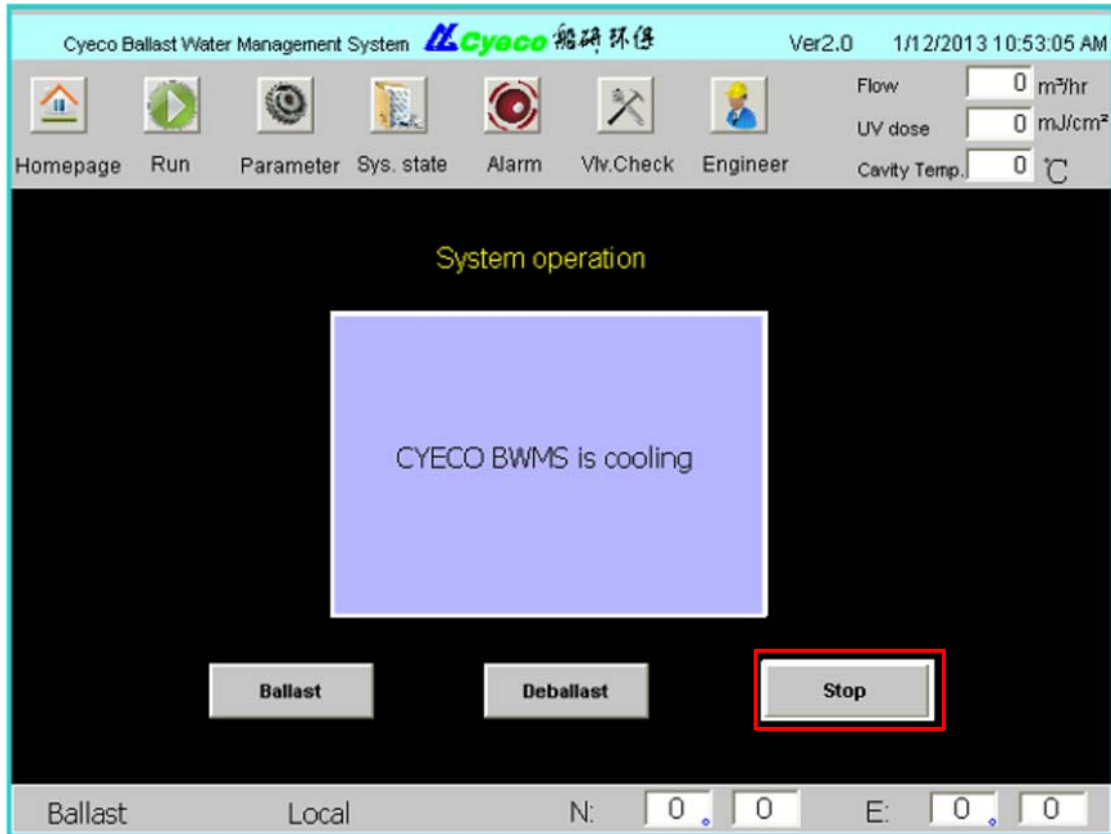 Cyeco Ballast Water Management System Cyeco 船研环保 Ver2.0 1/12/2013 10:53:05 AM
Flow 0 m³/hr
UV dose 0 mJ/cm²
Homepage Run Parameter Sys. state Alarm Vlv.Check Engineer Cavity Temp. 0 ℃
System operation
CYECO BWMS is cooling
Ballast Deballast Stop
Ballast Local N: 0 。 0 E: 0 。 0